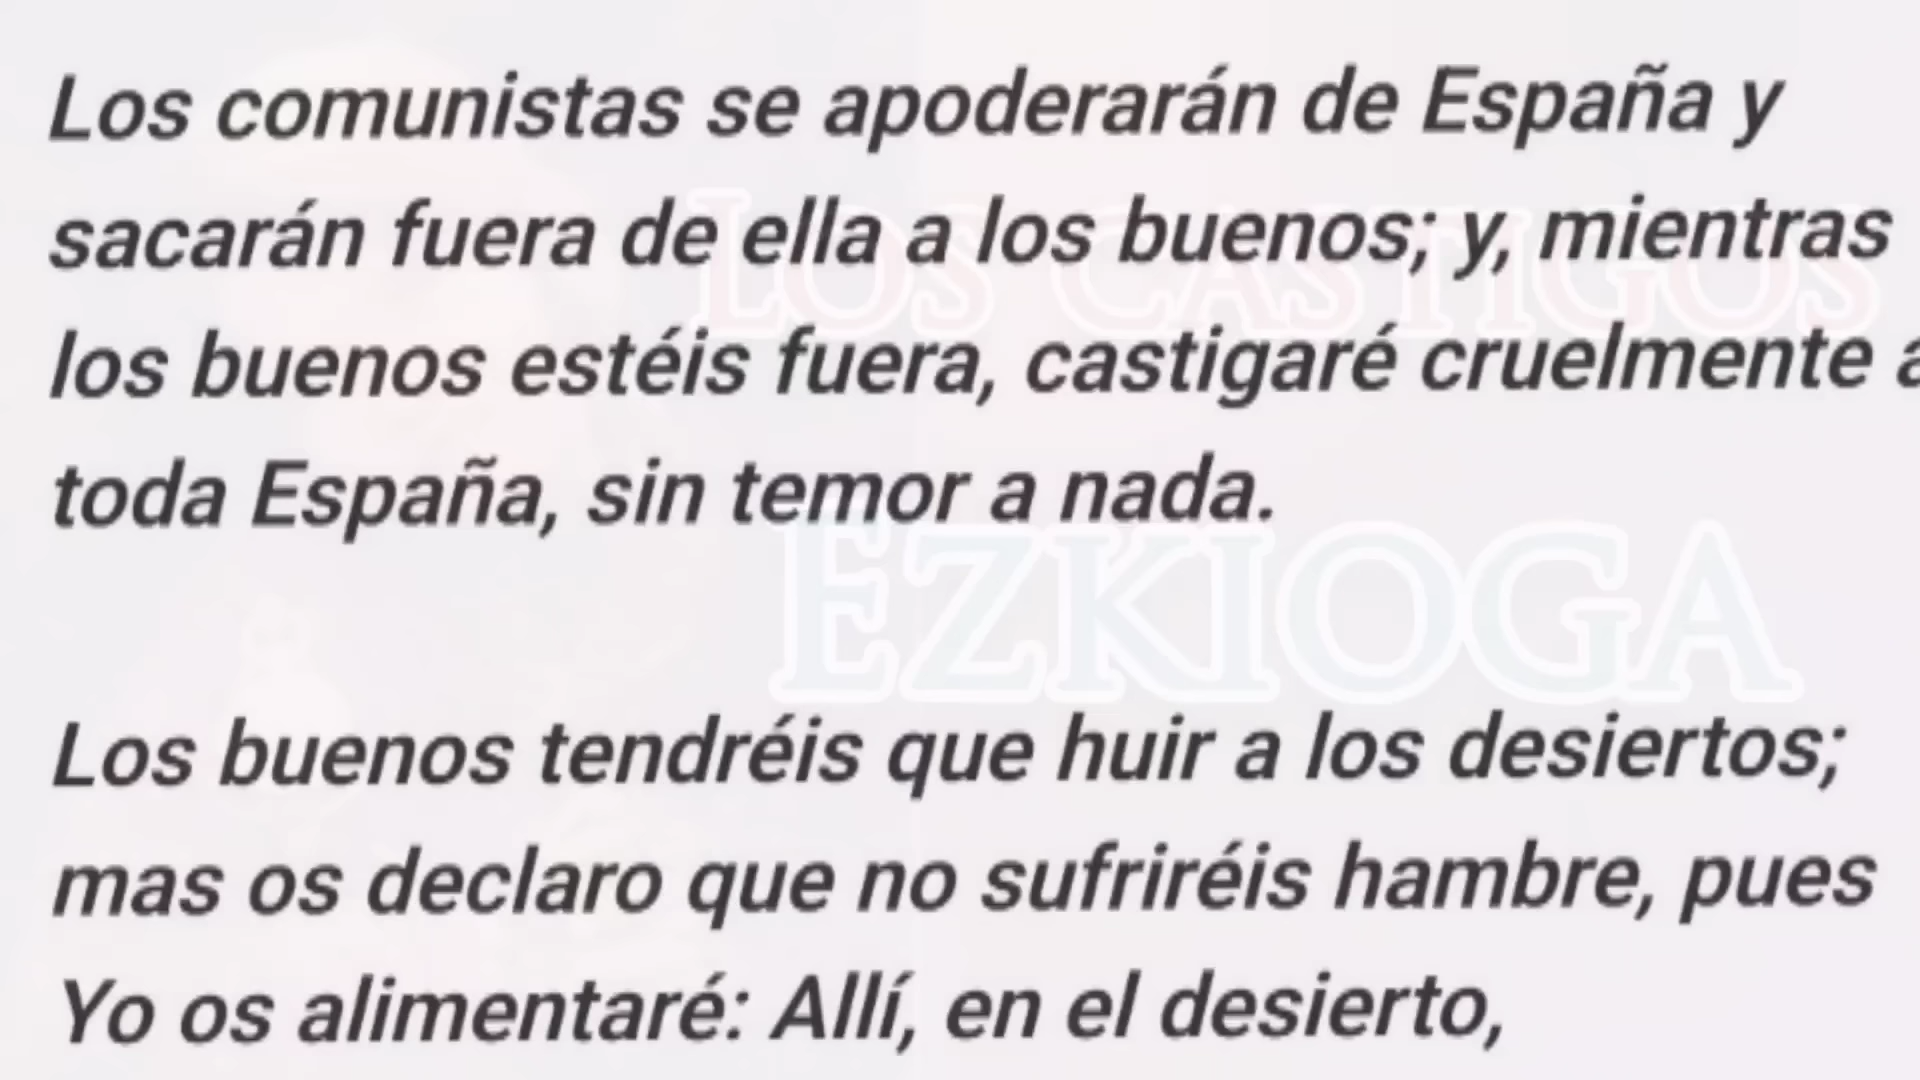 Los comunistas se apoderarán de España y
sacarán fuera de ella a los buenos; y, mientras
LOS CASTIGOS
los buenos estéis fuera, castigaré cruelmente a
toda España, sin temor a nada.
EZKIOGA
Los buenos tendréis que huir a los desiertos;
mas os declaro que no sufriréis hambre, pues
Yo os alimentaré: Allí, en el desierto,